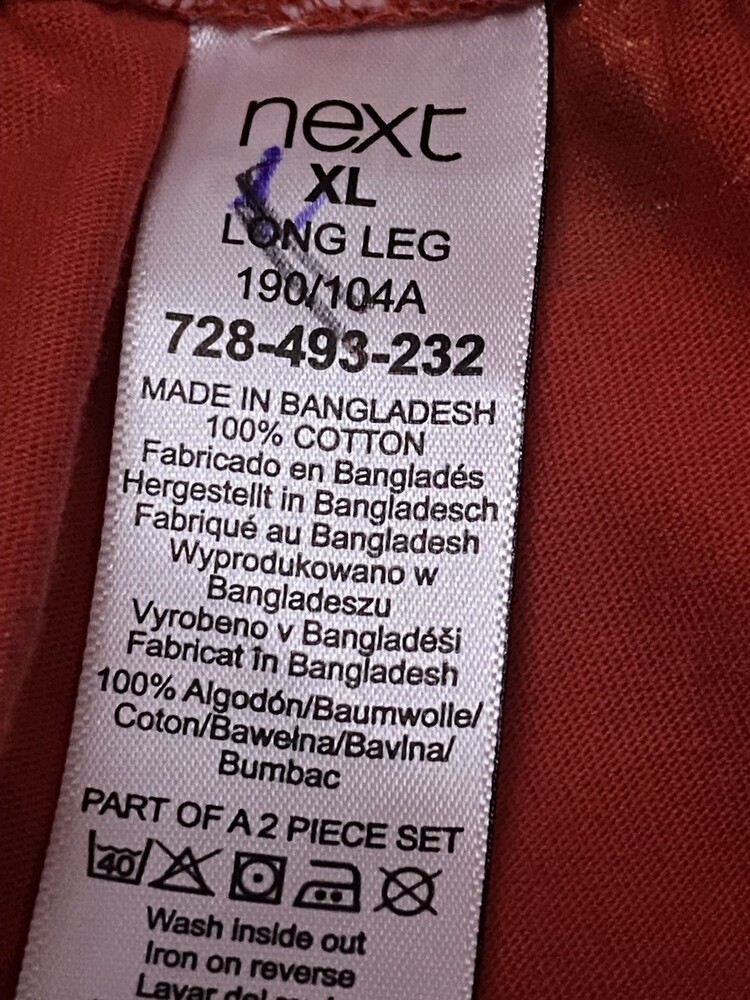 next
XL
LONG LEG
190/104A
728-493-232
MADE IN BANGLADESH
100% COTTON
Fabricado en Bangladés
Hergestellt in Bangladesch
Fabriqué au Bangladesh
Wyprodukowano w
Bangladeszu
Vyrobeno v Bangladéši
Fabricat în Bangladesh
100% Algodón/Baumwolle/
Coton/Bawełna/Bavlna/
Bumbac
PART OF A 2 PIECE SET
40
Wash inside out
Iron on reverse
Lavar del